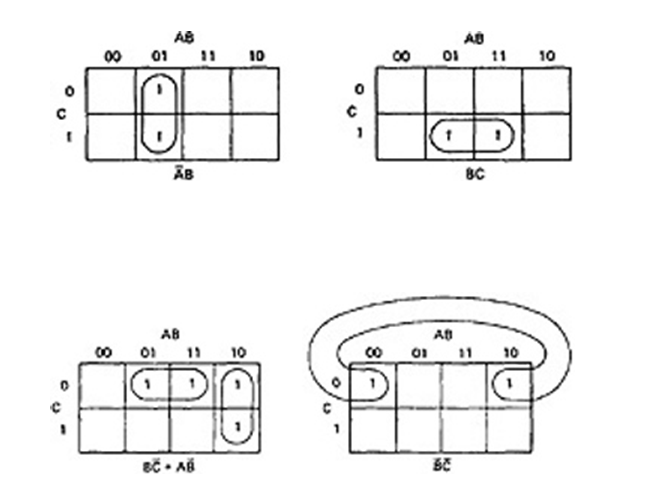 AB
00 01 11 10
0 1
C
1 1
A̅B
AB
00 01 11 10
0
C
1 1 1
BC
AB
00 01 11 10
0 1 1 1
C
1 1
BC̅ + AB̅
AB
00 01 11 10
0 1 1
C
1
B̅C̅